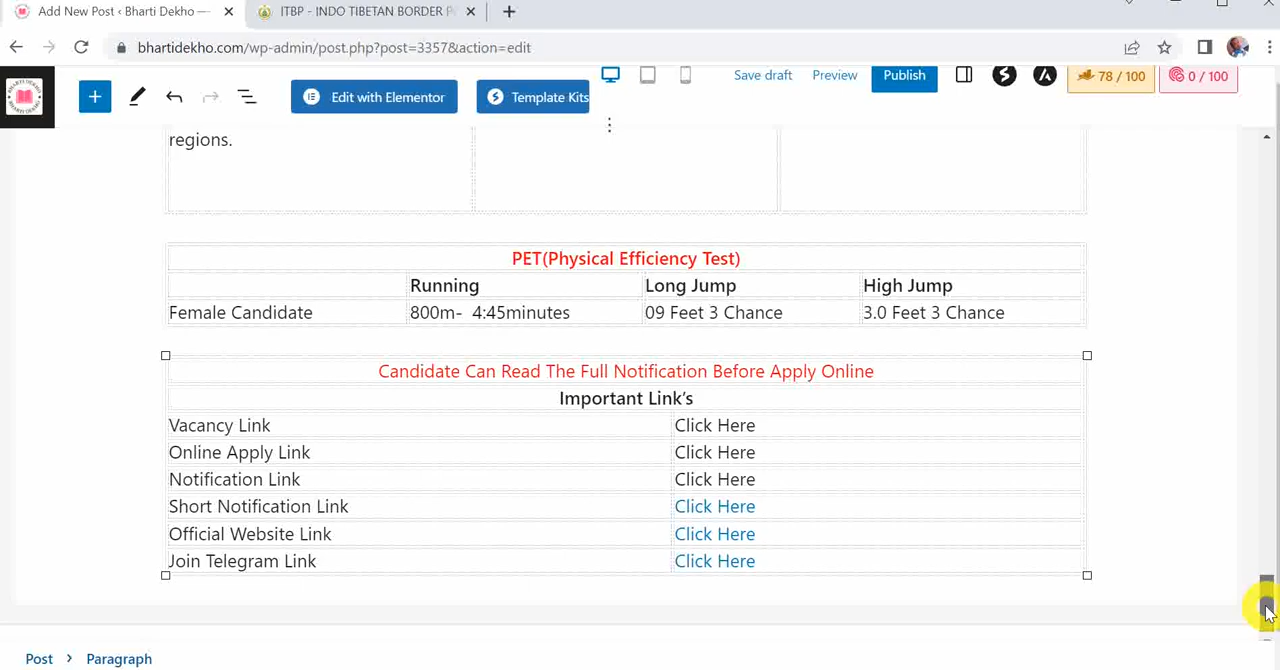 Add New Post ‹ Bharti Dekho —
ITBP - INDO TIBETAN BORDER P
bhartidekho.com/wp-admin/post.php?post=3357&action=edit
Edit with Elementor
Template Kits
Save draft
Preview
Publish
78 / 100
0 / 100
regions.
PET(Physical Efficiency Test)
Running Long Jump High Jump
Female Candidate 800m- 4:45minutes 09 Feet 3 Chance 3.0 Feet 3 Chance
Candidate Can Read The Full Notification Before Apply Online
Important Link’s
Vacancy Link Click Here
Online Apply Link Click Here
Notification Link Click Here
Short Notification Link Click Here
Official Website Link Click Here
Join Telegram Link Click Here
Post › Paragraph